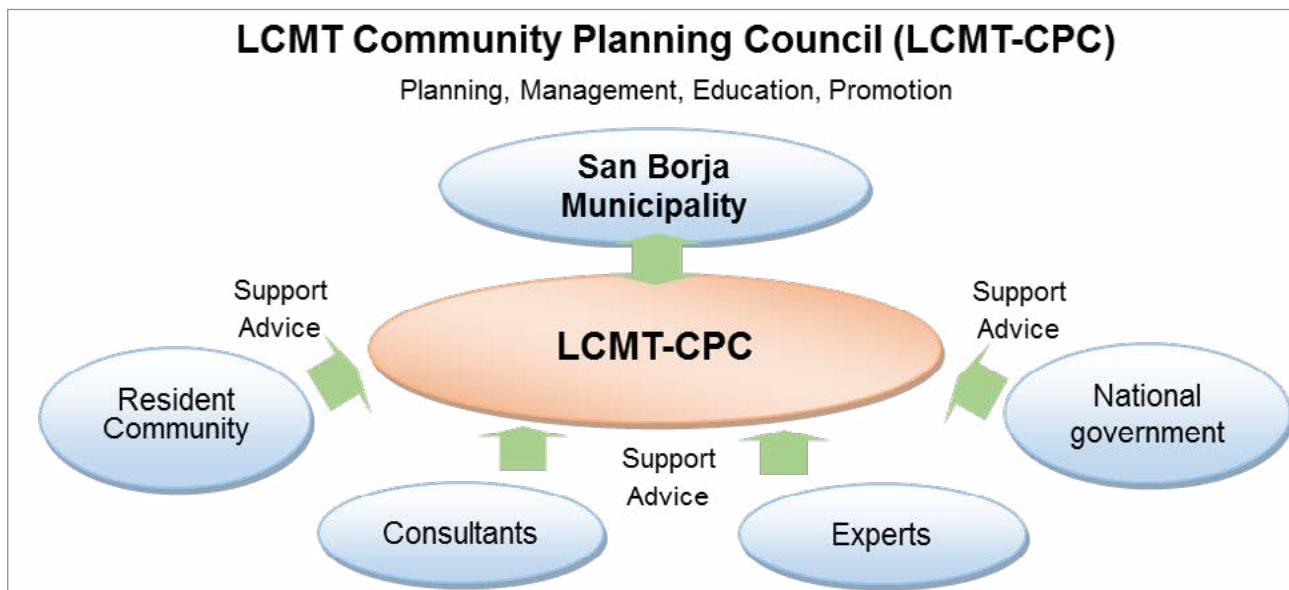 LCMT Community Planning Council (LCMT-CPC)
Planning, Management, Education, Promotion
San Borja
Municipality
Support
Advice
Support
Advice
LCMT-CPC
Resident
Community
National
government
Support
Advice
Consultants
Experts